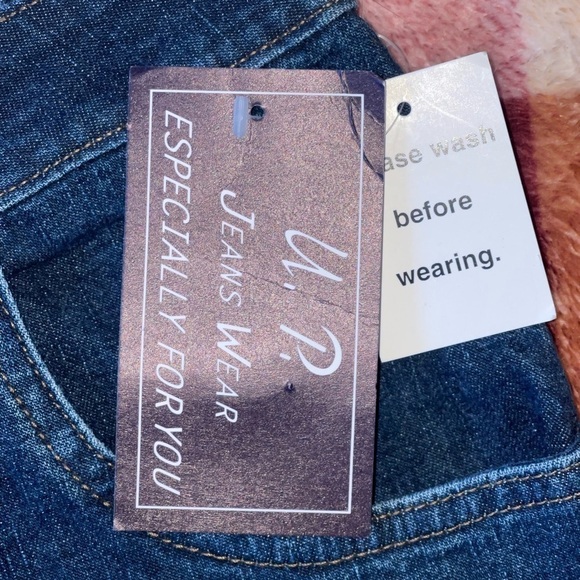 U. P.
JEANS WEAR
ESPECIALLY FOR YOU
ase wash
before
wearing.